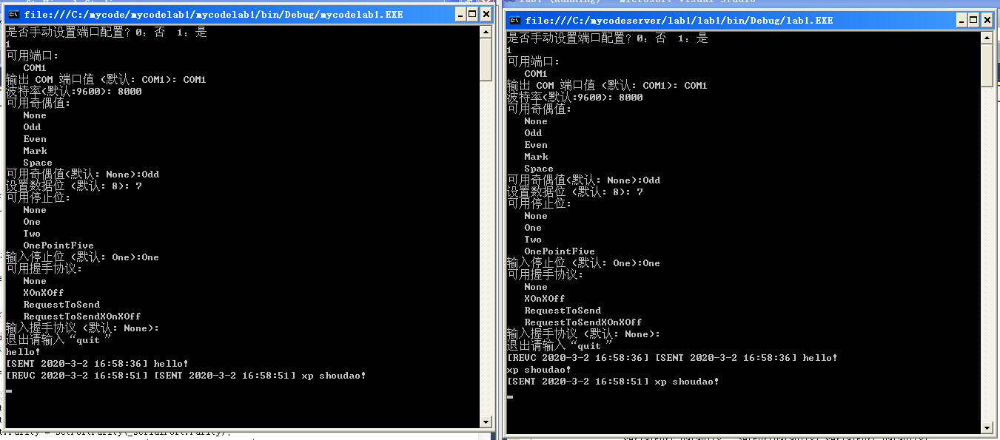 file:///C:/mycode/mycodelab1/mycodelab1/bin/Debug/mycodelab1.EXE
是否手动设置端口配置？0：否  1：是
1
可用端口：
   COM1
输出 COM 端口值 (默认: COM1): COM1
波特率(默认:9600): 8000
可用奇偶值：
   None
   Odd
   Even
   Mark
   Space
可用奇偶值(默认: None):Odd
设置数据位 (默认: 8): 7
可用停止位：
   None
   One
   Two
   OnePointFive
输入停止位 (默认: One):One
可用握手协议：
   None
   XOnXOff
   RequestToSend
   RequestToSendXOnXOff
输入握手协议 (默认: None):
退出请输入“quit ”
hello!
[SENT 2020-3-2 16:58:36] hello!
[REVC 2020-3-2 16:58:51] [SENT 2020-3-2 16:58:51] xp shoudao!
file:///C:/mycodeserver/lab1/lab1/bin/Debug/lab1.EXE
是否手动设置端口配置？0：否  1：是
1
可用端口：
   COM1
输出 COM 端口值 (默认: COM1): COM1
波特率(默认:9600): 8000
可用奇偶值：
   None
   Odd
   Even
   Mark
   Space
可用奇偶值(默认: None):Odd
设置数据位 (默认: 8): 7
可用停止位：
   None
   One
   Two
   OnePointFive
输入停止位 (默认: One):One
可用握手协议：
   None
   XOnXOff
   RequestToSend
   RequestToSendXOnXOff
输入握手协议 (默认: None):
退出请输入“quit ”
[REVC 2020-3-2 16:58:36] [SENT 2020-3-2 16:58:36] hello!
xp shoudao!
[SENT 2020-3-2 16:58:51] xp shoudao!